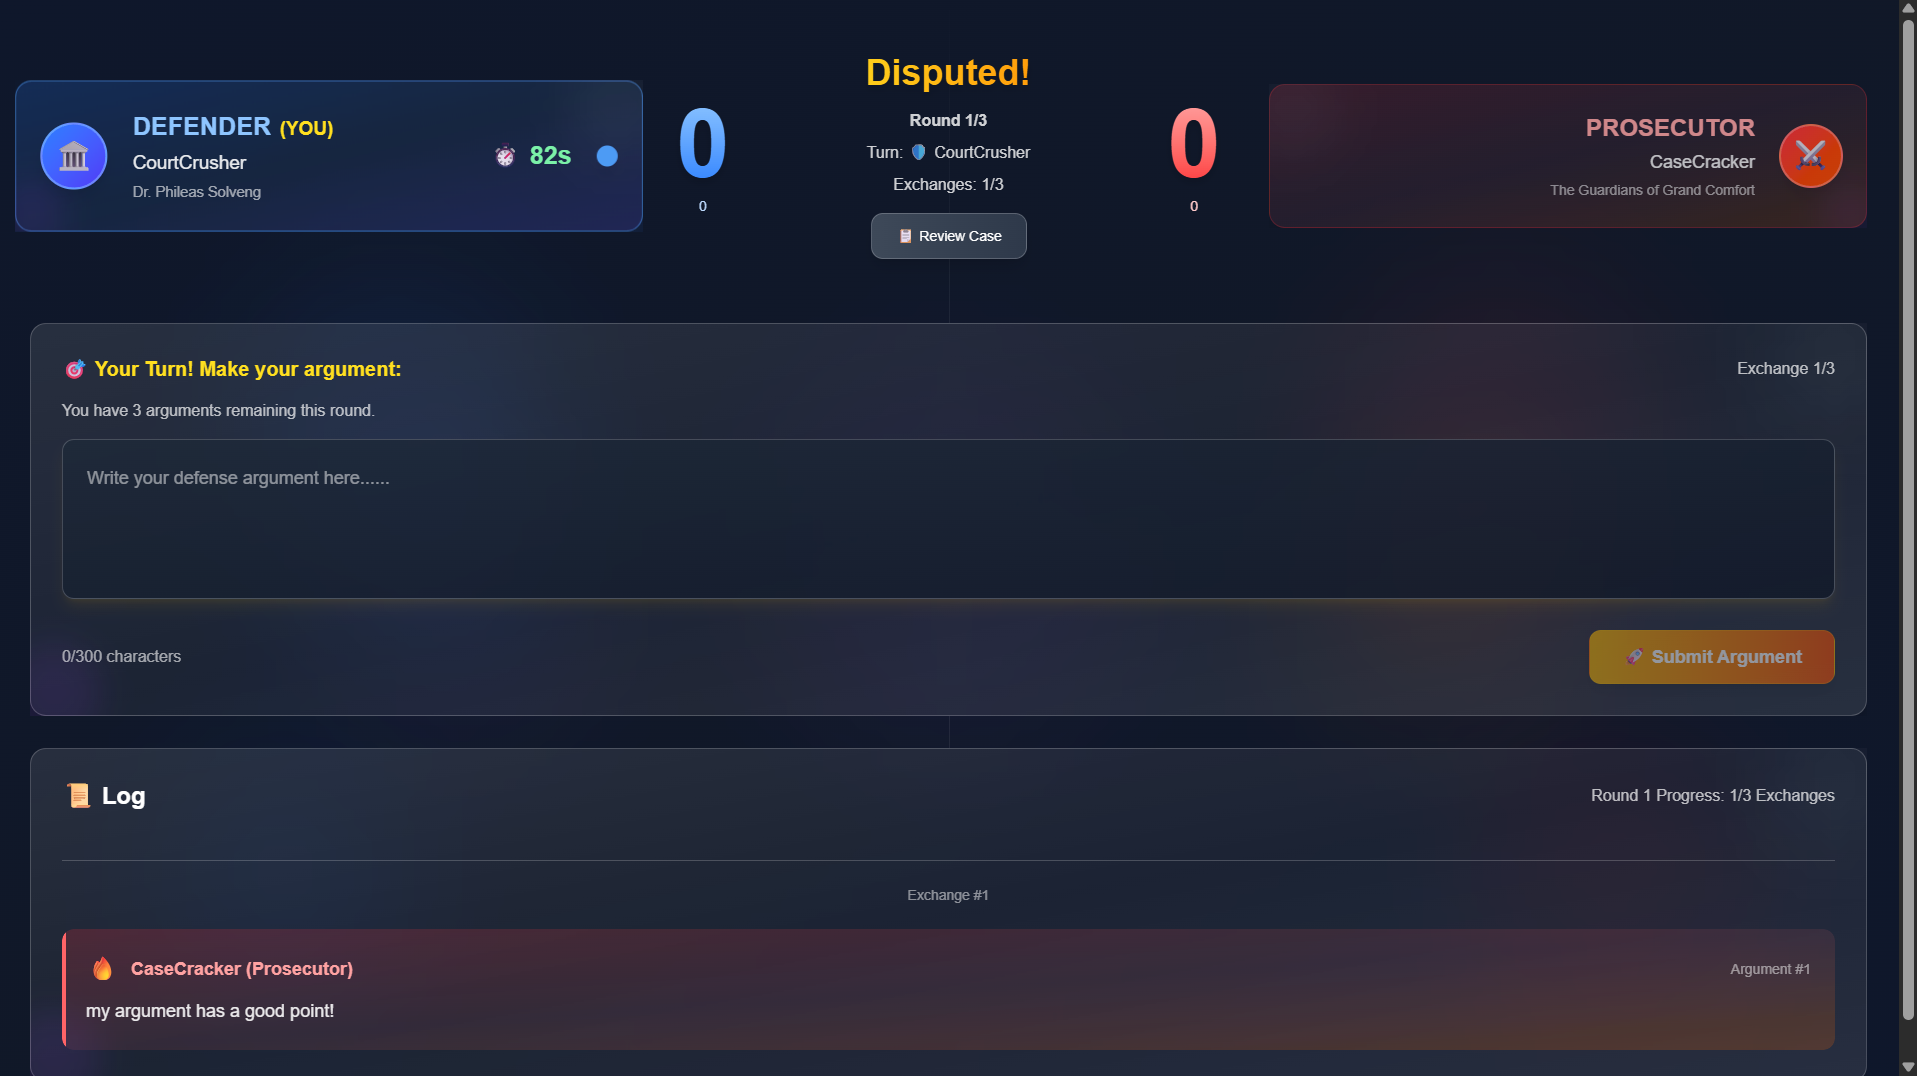 Disputed!
DEFENDER (YOU)
CourtCrusher
Dr. Phileas Solveng
82s
0
0
Round 1/3
Turn: CourtCrusher
Exchanges: 1/3
Review Case
0
0
PROSECUTOR
CaseCracker
The Guardians of Grand Comfort
Your Turn! Make your argument:
Exchange 1/3
You have 3 arguments remaining this round.
Write your defense argument here......
0/300 characters
Submit Argument
Log
Round 1 Progress: 1/3 Exchanges
Exchange #1
CaseCracker (Prosecutor)
Argument #1
my argument has a good point!